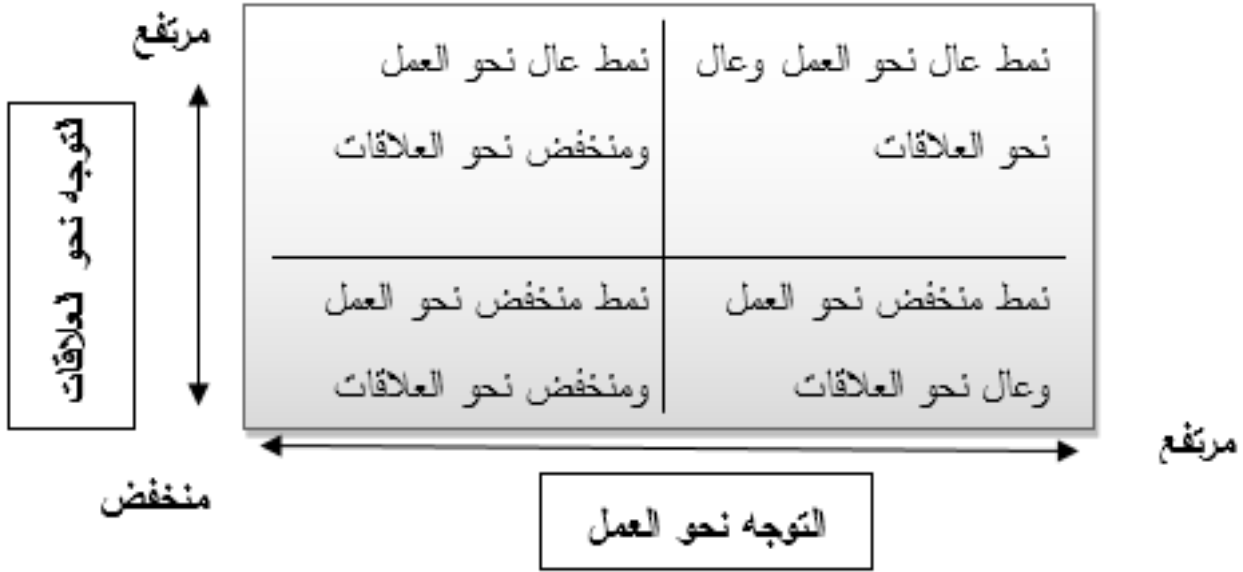 مرتفع
التوجه نحو العلاقات
نمط عال نحو العمل وعال
نحو العلاقات
نمط عال نحو العمل
ومنخفض نحو العلاقات
نمط منخفض نحو العمل
وعال نحو العلاقات
نمط منخفض نحو العمل
ومنخفض نحو العلاقات
مرتفع
منخفض
التوجه نحو العمل